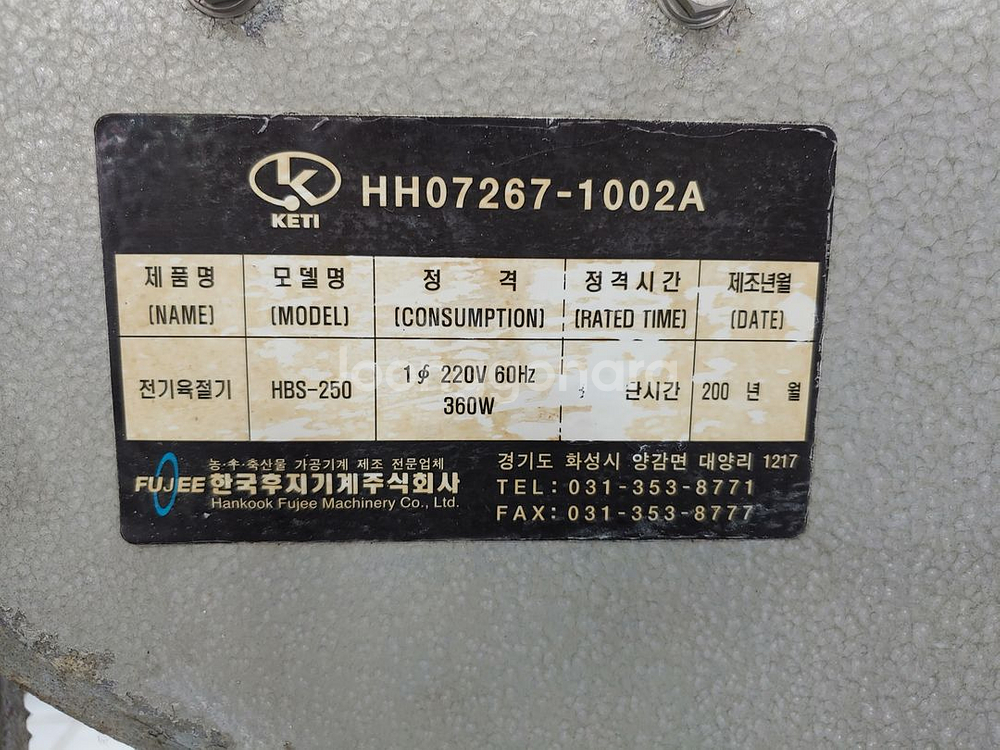 KETI
HH07267-1002A
제품명 모델명 정 격 정격시간 제조년월
(NAME) (MODEL) (CONSUMPTION) (RATED TIME) (DATE)
전기육절기 HBS-250 1ϕ 220V 60Hz 단시간 200 년 월
360W
농·수·축산물 가공기계 제조 전문업체
FUJEE 한국후지기계주식회사
Hankook Fujee Machinery Co., Ltd.
경기도 화성시 양감면 대양리 1217
TEL: 031-353-8771
FAX: 031-353-8777